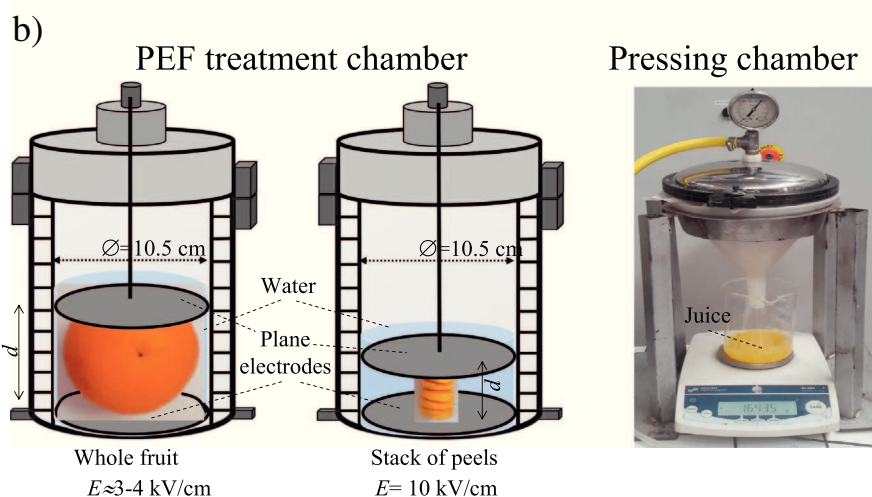 b)
PEF treatment chamber
Pressing chamber
∅=10.5 cm
∅=10.5 cm
Water
Plane
electrodes
d
d
Juice
Whole fruit
E≈3-4 kV/cm
Stack of peels
E= 10 kV/cm